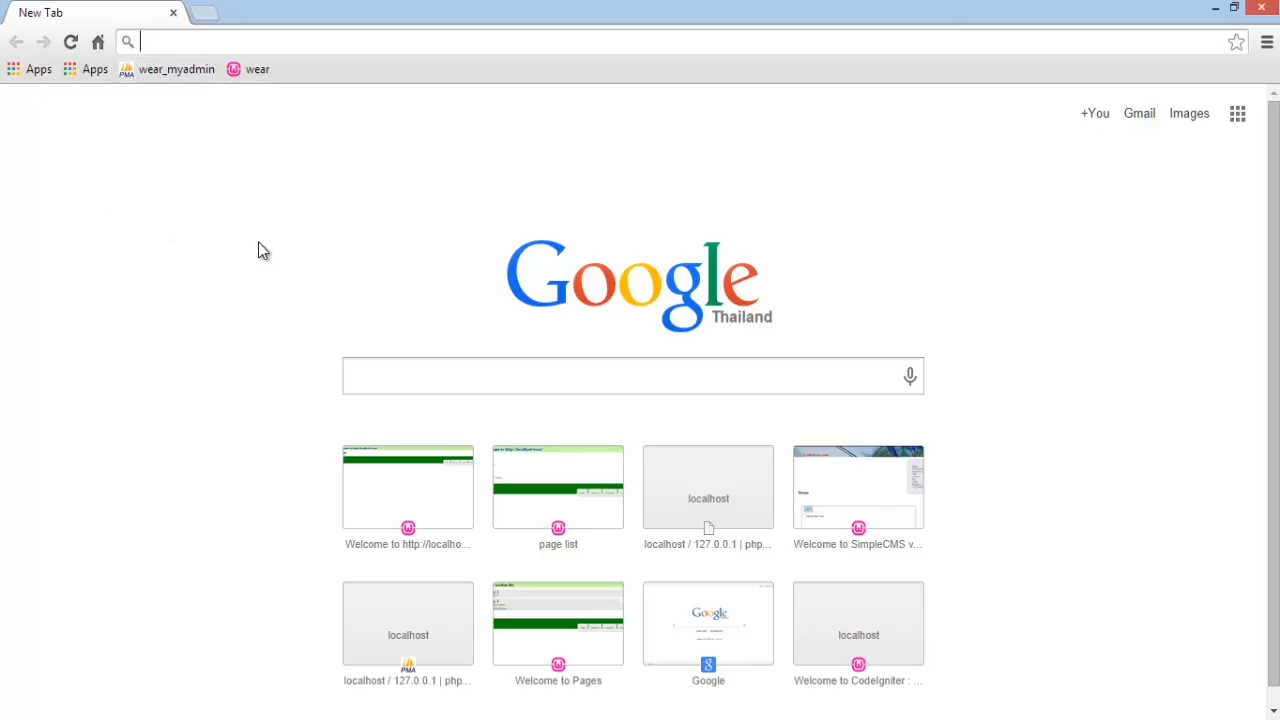 New Tab
Apps Apps wear_myadmin wear
+You Gmail Images
Google
Thailand
localhost
Welcome to http://localho... page list localhost / 127.0.0.1 | php... Welcome to SimpleCMS v...
localhost Google localhost
localhost / 127.0.0.1 | php... Welcome to Pages Google Welcome to CodeIgniter : ...